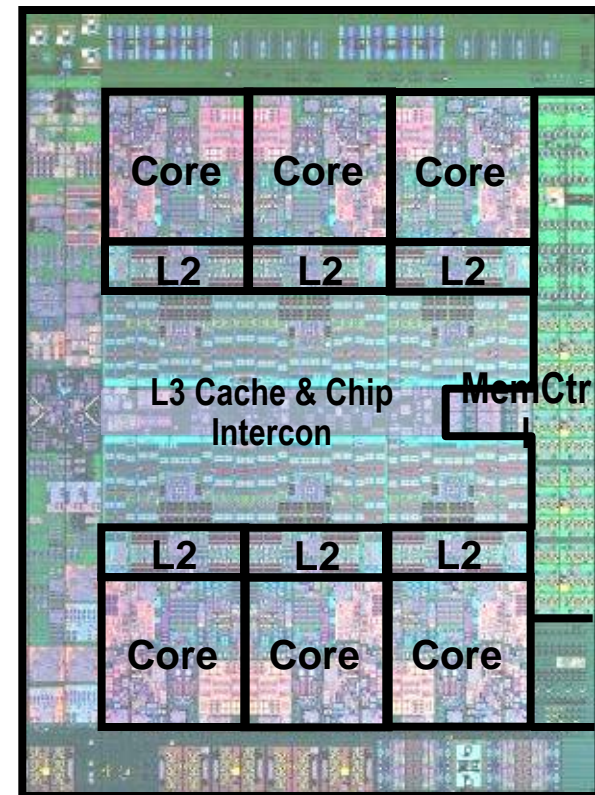 Core Core Core
L2 L2 L2
L3 Cache & Chip
Intercon
MemCtr
l
L2 L2 L2
Core Core Core